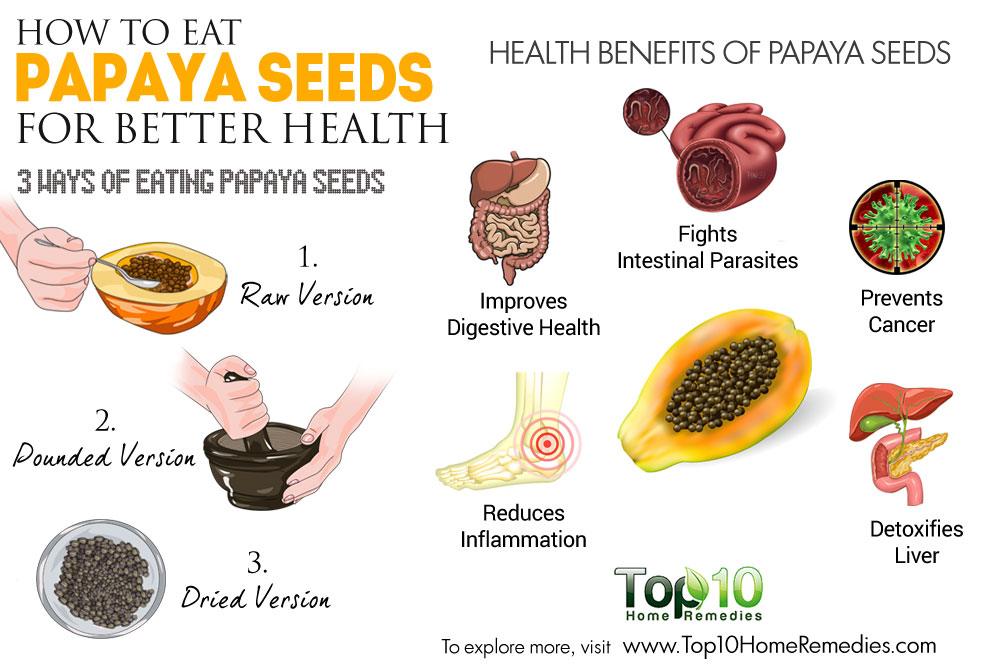 HOW TO EAT
PAPAYA SEEDS
FOR BETTER HEALTH
3 WAYS OF EATING PAPAYA SEEDS
1.
Raw Version
2.
Pounded Version
3.
Dried Version
HEALTH BENEFITS OF PAPAYA SEEDS
Improves
Digestive Health
Fights
Intestinal Parasites
Prevents
Cancer
Reduces
Inflammation
Detoxifies
Liver
Top10
Home Remedies
To explore more, visit www.Top10HomeRemedies.com